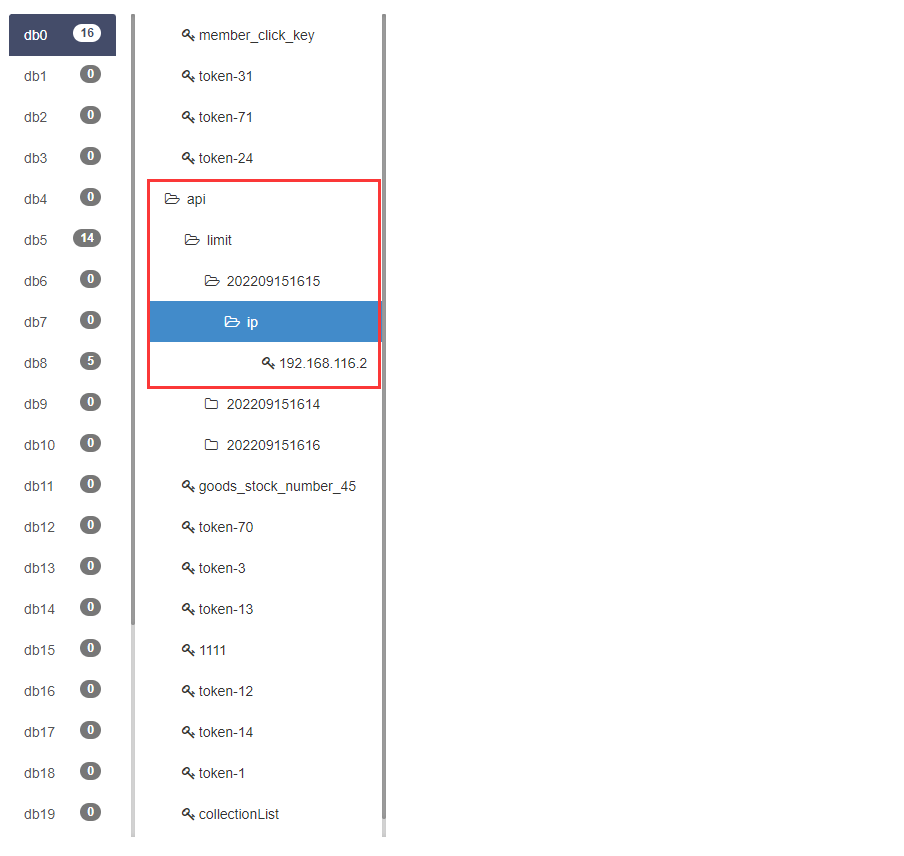 db0 16
db1 0
db2 0
db3 0
db4 0
db5 14
db6 0
db7 0
db8 5
db9 0
db10 0
db11 0
db12 0
db13 0
db14 0
db15 0
db16 0
db17 0
db18 0
db19 0
member_click_key
token-31
token-71
token-24
api
limit
202209151615
ip
192.168.116.2
202209151614
202209151616
goods_stock_number_45
token-70
token-3
token-13
1111
token-12
token-14
token-1
collectionList